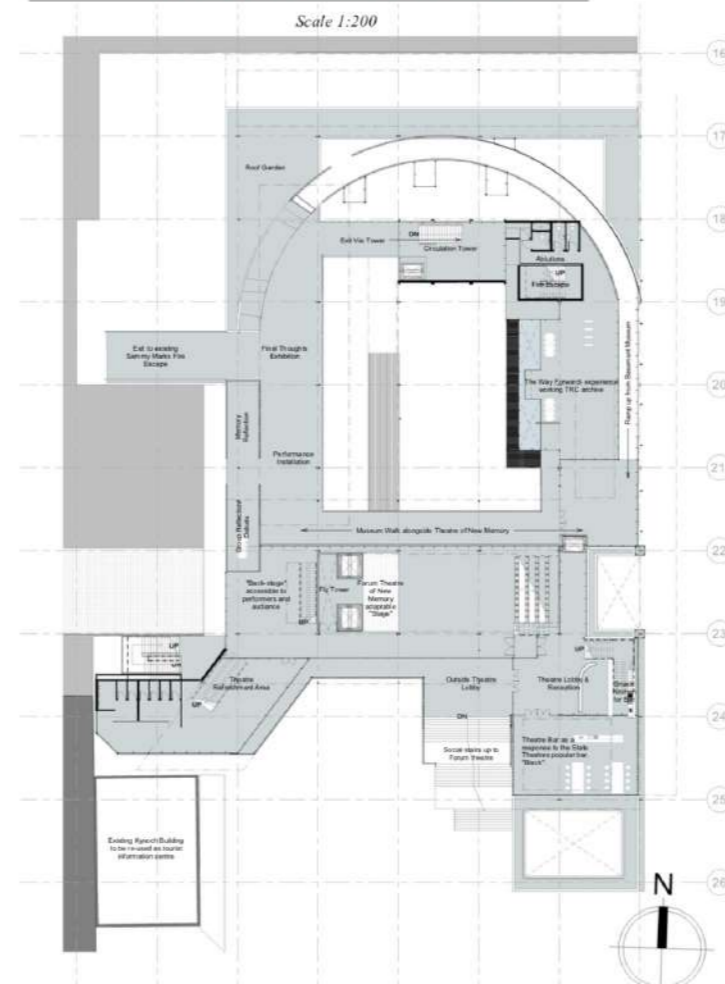 Scale 1:200
16
17
Roof Garden
18
Exit Via Tower
DN
Circulation Tower
Ablutions
UP
Fire Escape
19
Exit to existing
Sammy Marks Fire
Escape
Final Thoughts
Exhibition
Ramp up from Basement Museum
20
The Way Forward- experience
working TRC archive
Memory
Reflection
Performance
Installation
21
Group Reflection/
Debate
Museum Walk alongside Theatre of New Memory
22
"Back-stage"
accessible to
performers and
audience
Fly Tower
Forum Theatre
of New
Memory
adaptable
"Stage"
UP
23
UP
UP
Theatre
Refreshment Area
UP
Outside Theatre
Lobby
Theatre Lobby &
Reception
UP
24
DN
Social stairs up to
Forum theatre
Theatre Bar as a
response to the State
Theatres popular bar,
25
Existing Kynoch Building
to be re-used as tourist
information centre
26
N